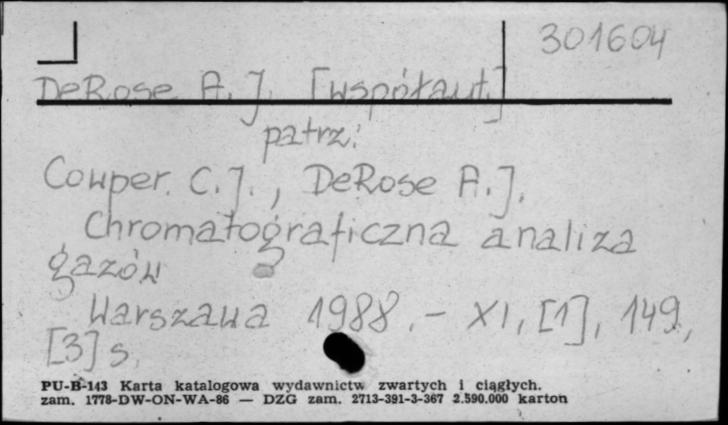 301604
DeRose A. J. [współaut.]
patrz:
Cowper. C. J., DeRose A. J.
Chromatograficzna analiza
gazów
Warszawa 1988. - XI, [1], 149,
[3] s.
PU-B-143 Karta katalogowa wydawnictw zwartych i ciągłych.
zam. 1778-DW-ON-WA-86 — DZG zam. 2713-391-3-367 2.590.000 karton